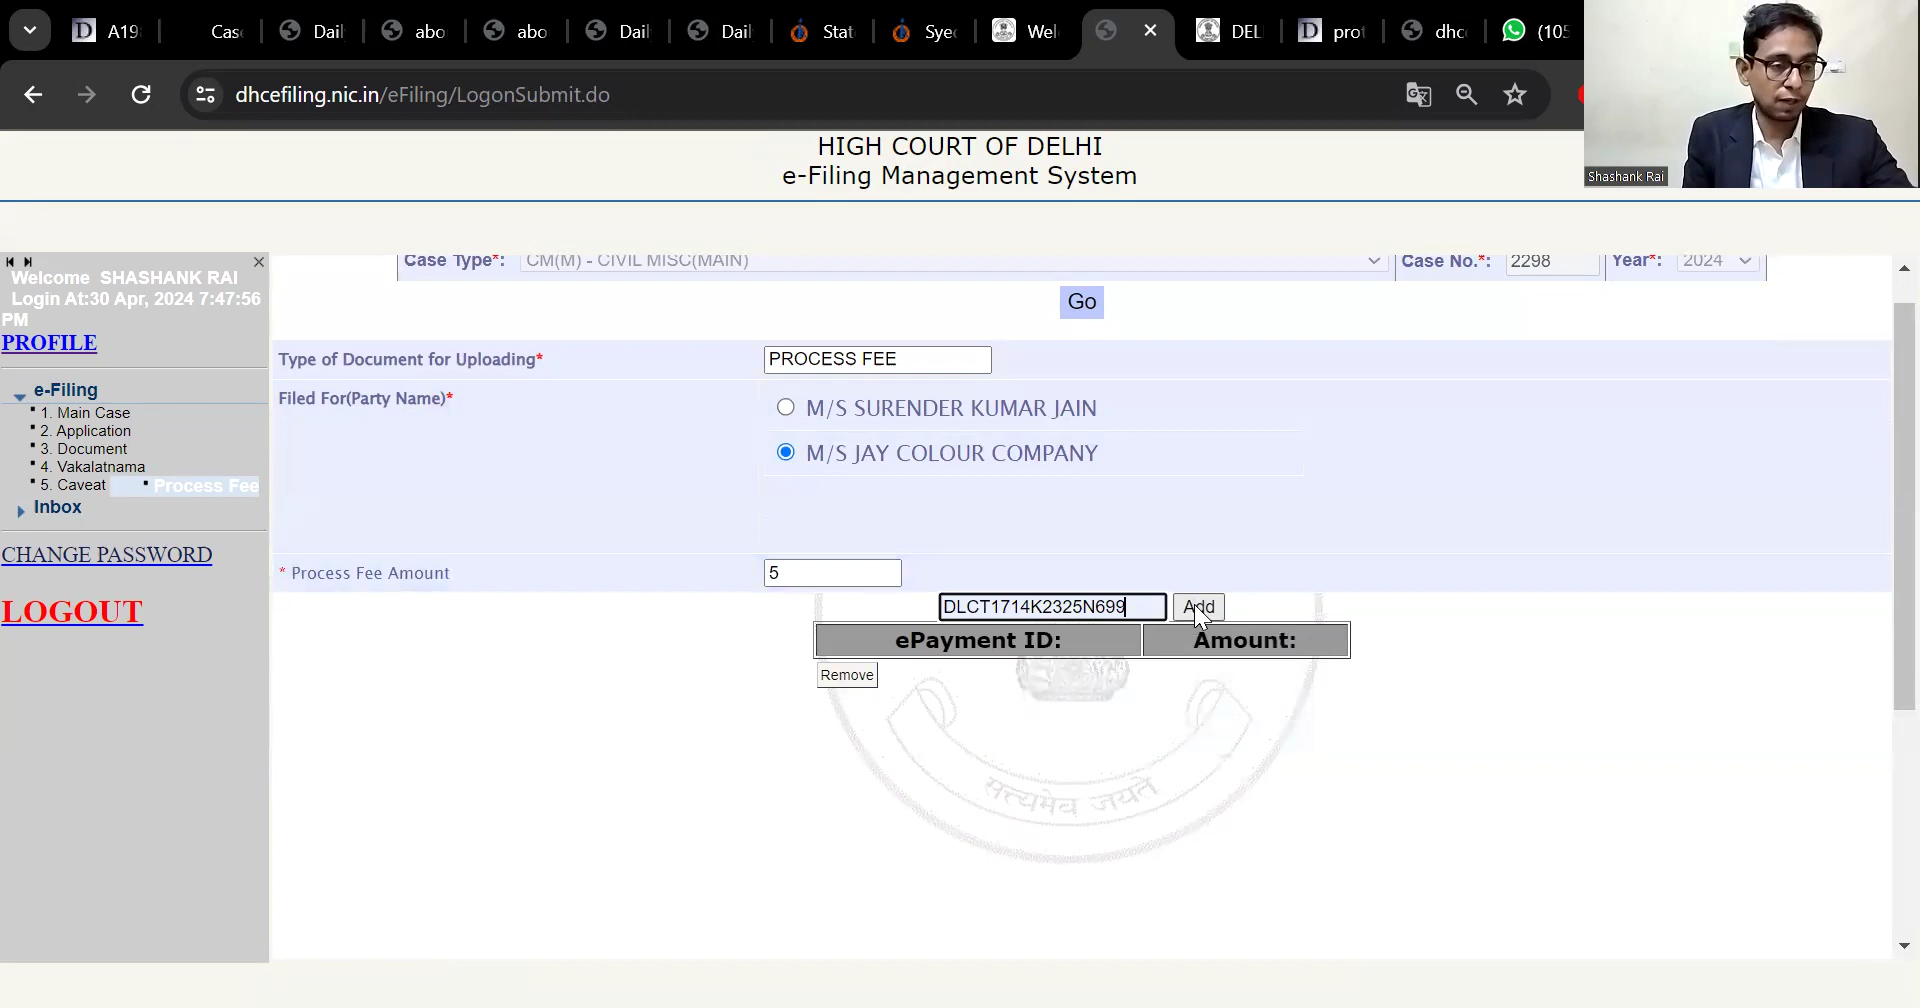 A19
Case
Dail
abo
abo
Dail
Dail
Stat
Sye
Wel
DEL
prot
dhc
(105
dhcefiling.nic.in/eFiling/LogonSubmit.do
Shashank Rai
HIGH COURT OF DELHI
e-Filing Management System
Welcome SHASHANK RAI
Login At:30 Apr, 2024 7:47:56
PM
PROFILE
e-Filing
1. Main Case
2. Application
3. Document
4. Vakalatnama
5. Caveat
Process Fee
Inbox
CHANGE PASSWORD
LOGOUT
Case Type*: CM(M) - CIVIL MISC(MAIN) Case No.*: 2298 Year*: 2024
Go
Type of Document for Uploading* PROCESS FEE
Filed For(Party Name)*
M/S SURENDER KUMAR JAIN
M/S JAY COLOUR COMPANY
* Process Fee Amount 5
DLCT1714K2325N699 Add
ePayment ID: Amount:
Remove
सत्यमेव जयते